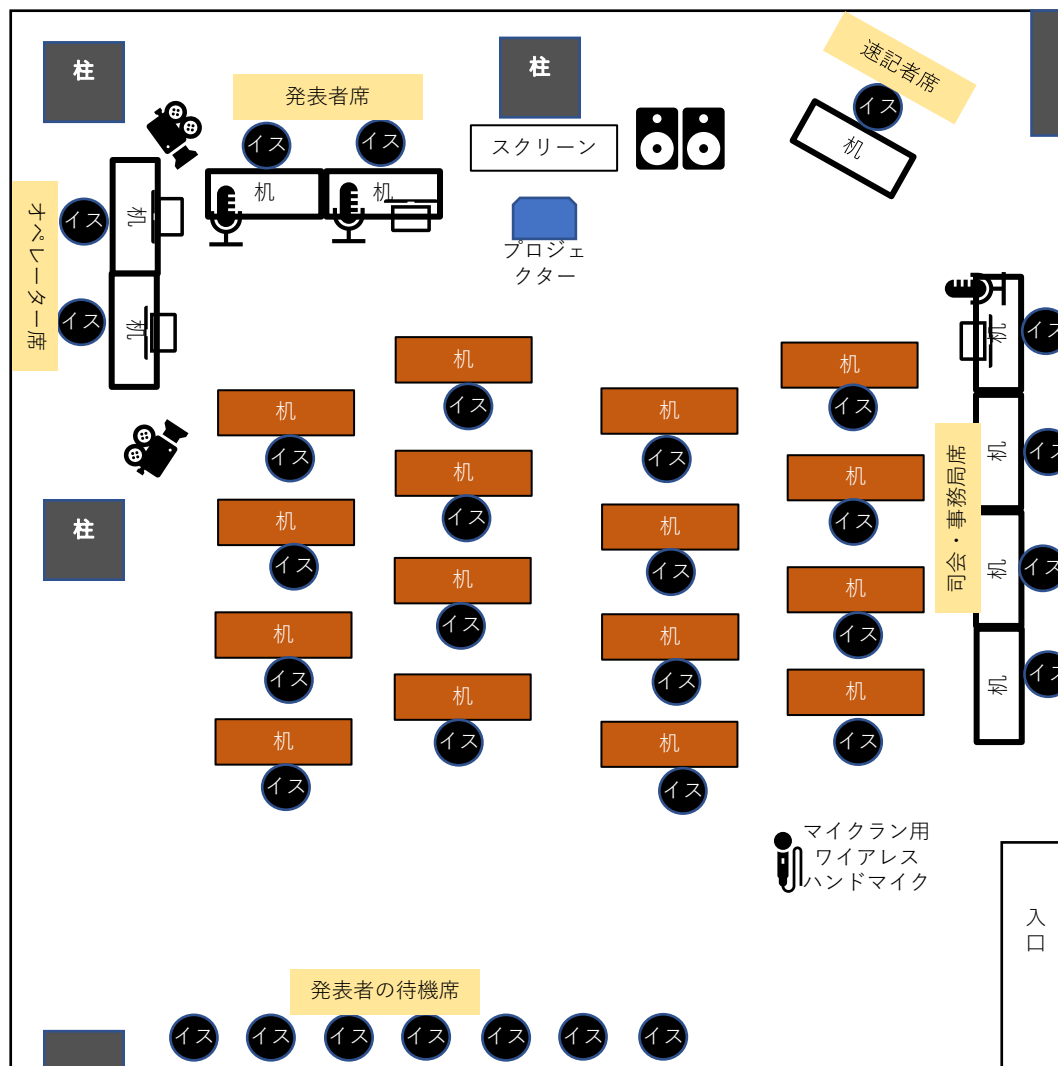 柱
柱
速記者席
発表者席
イス
イス
イス
机
机
机
スクリーン
プロジェ
クター
オペレーター席
イス
机
イス
机
机
イス
机
イス
机
イス
机
イス
机
イス
机
イス
机
イス
机
イス
司会・事務局席
柱
机
イス
机
イス
机
イス
机
イス
机
イス
机
イス
机
イス
机
イス
机
イス
机
イス
机
イス
机
イス
マイクラン用
ワイアレス
ハンドマイク
入口
発表者の待機席
イス
イス
イス
イス
イス
イス
イス